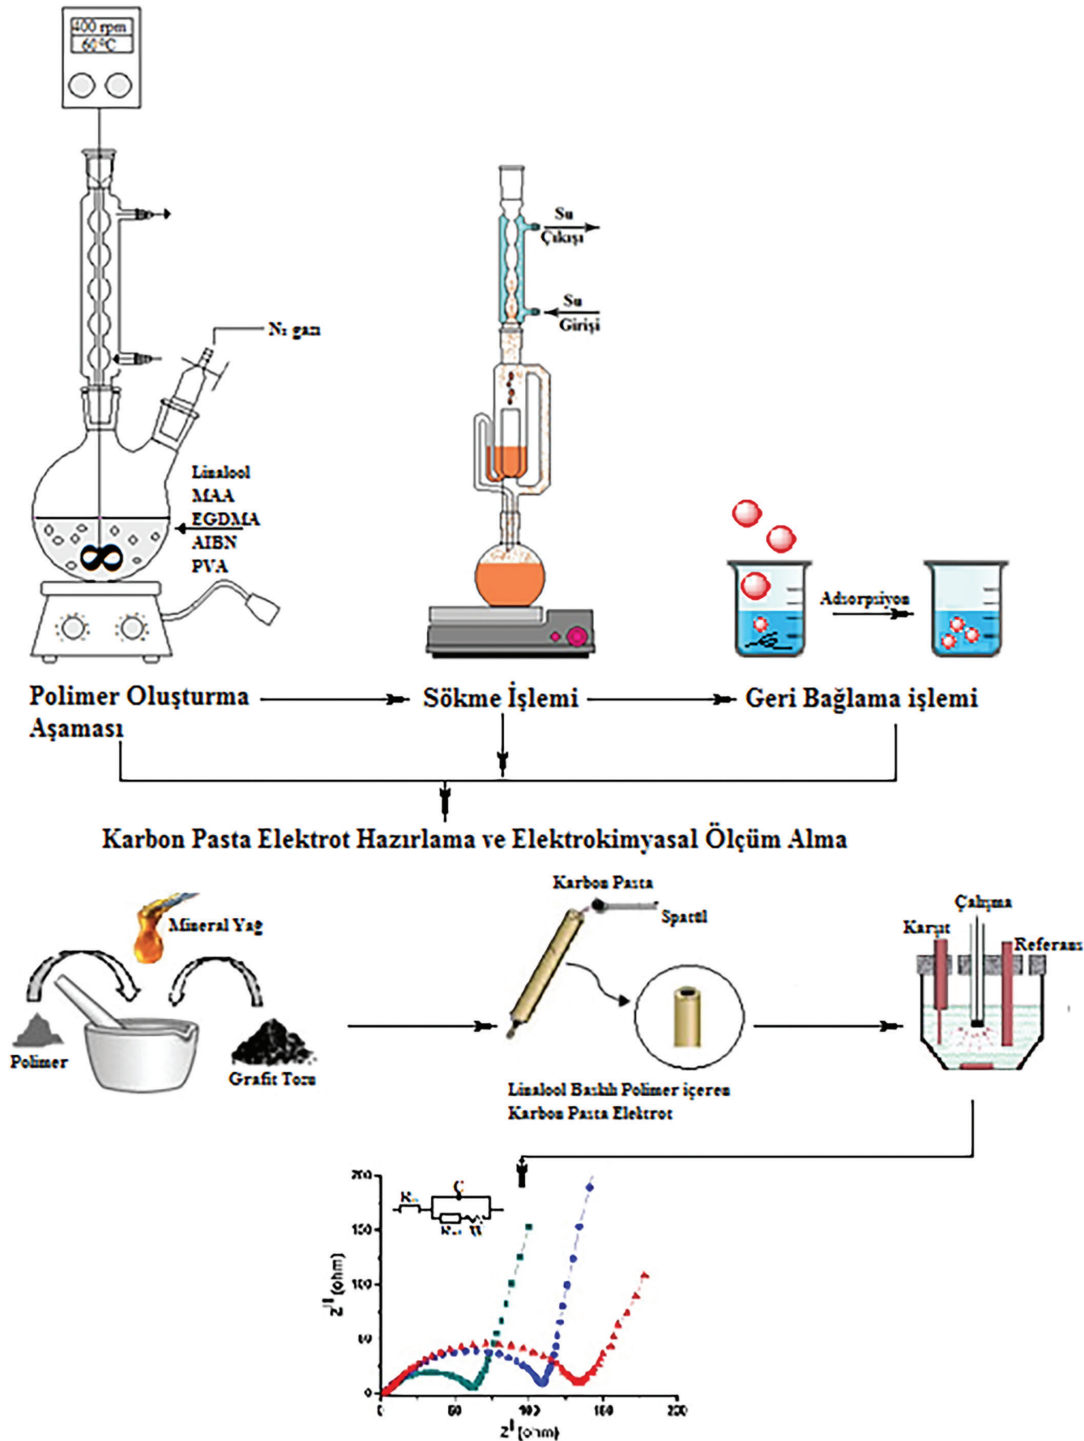 400 rpm
60 °C
N₂ gazı
Linalool
MAA
EGDMA
AIBN
PVA
Su
Çıkışı
Su
Girişi
Adsorpsiyon
Polimer Oluşturma
Aşaması
Sökme İşlemi
Geri Bağlama işlemi
Karbon Pasta Elektrot Hazırlama ve Elektrokimyasal Ölçüm Alma
Mineral Yağ
Polimer
Grafit Tozu
Karbon Pasta
Spatül
Linalool Baskılı Polimer içeren
Karbon Pasta Elektrot
Çalışma
Karşıt
Referans
C
W
Z'' (ohm)
200
150
100
50
0
0 50 100 150 200
Z' (ohm)